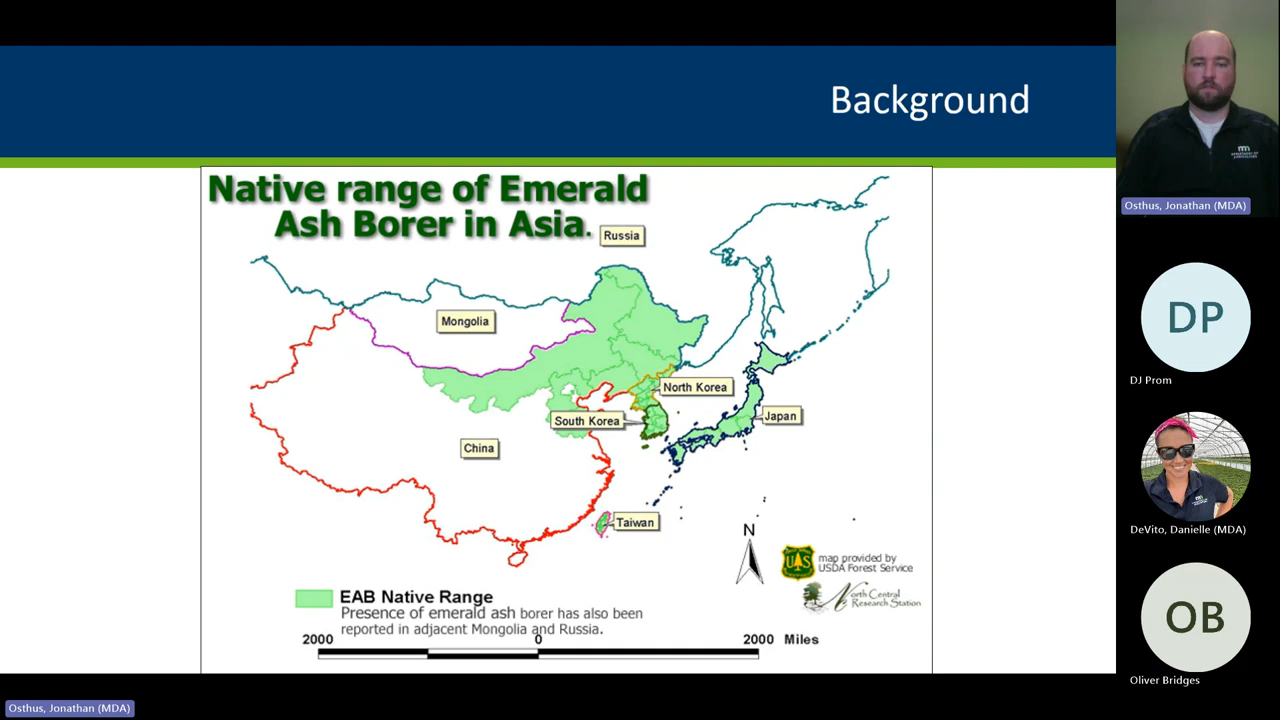 Background
Native range of Emerald
Ash Borer in Asia.
Russia
Mongolia
North Korea
South Korea
Japan
China
Taiwan
N
US
map provided by
USDA Forest Service
North Central
Research Station
EAB Native Range
Presence of emerald ash borer has also been
reported in adjacent Mongolia and Russia.
2000 0 2000 Miles
Osthus, Jonathan (MDA)
DP
DJ Prom
DeVito, Danielle (MDA)
OB
Oliver Bridges
Osthus, Jonathan (MDA)